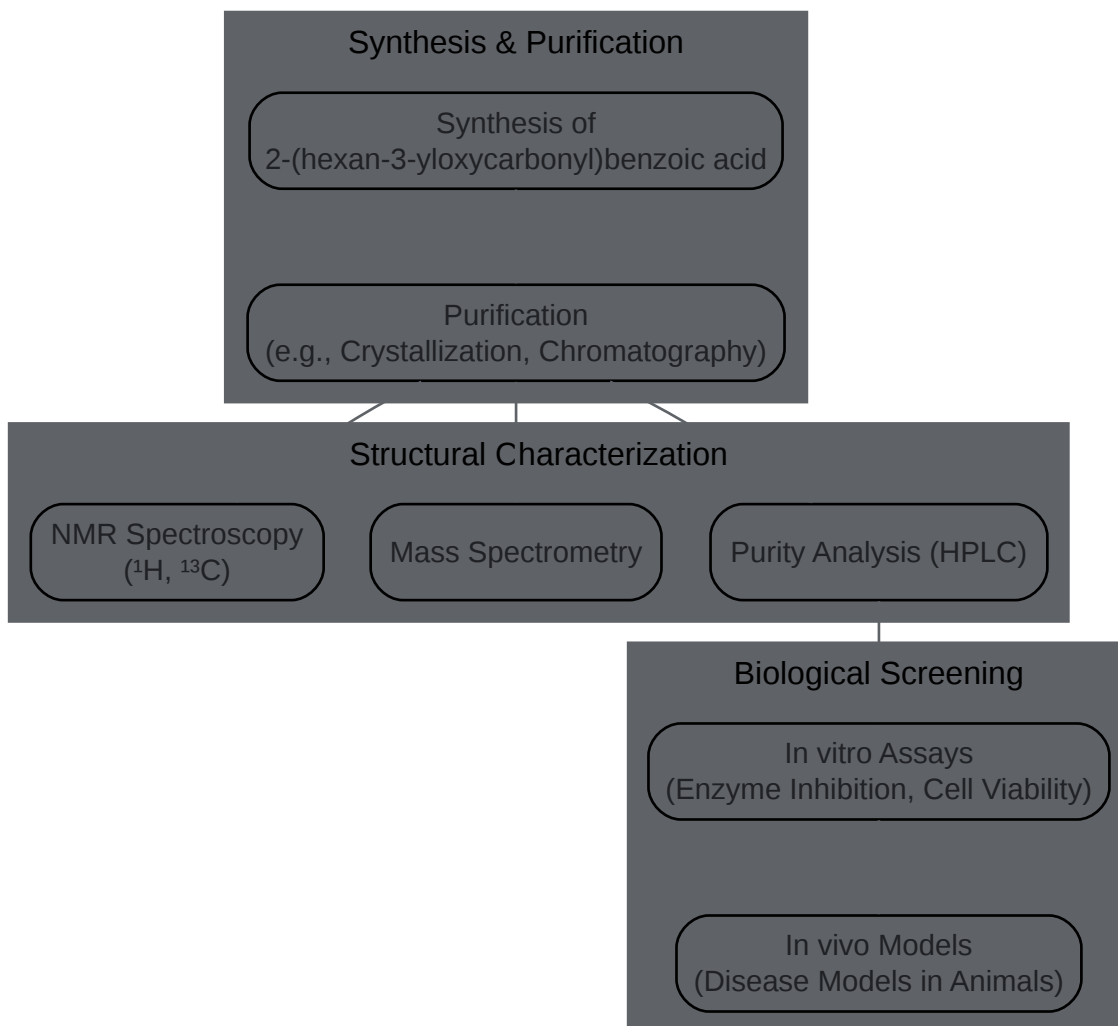 Synthesis & Purification
Synthesis of
2-(hexan-3-yloxycarbonyl)benzoic acid
Purification
(e.g., Crystallization, Chromatography)
Structural Characterization
NMR Spectroscopy
(¹H, ¹³C)
Mass Spectrometry
Purity Analysis (HPLC)
Biological Screening
In vitro Assays
(Enzyme Inhibition, Cell Viability)
In vivo Models
(Disease Models in Animals)